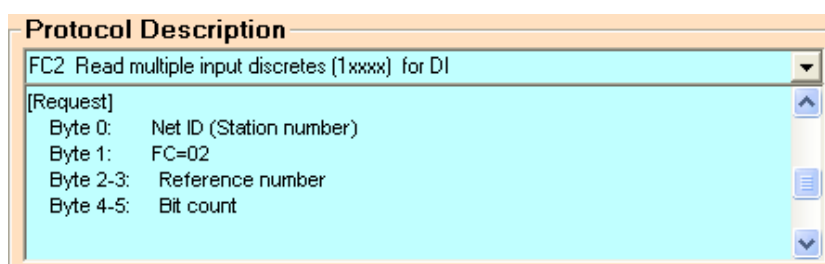 Protocol Description
FC2 Read multiple input discretes (1xxxx) for DI
[Request]
Byte 0: Net ID (Station number)
Byte 1: FC=02
Byte 2-3: Reference number
Byte 4-5: Bit count